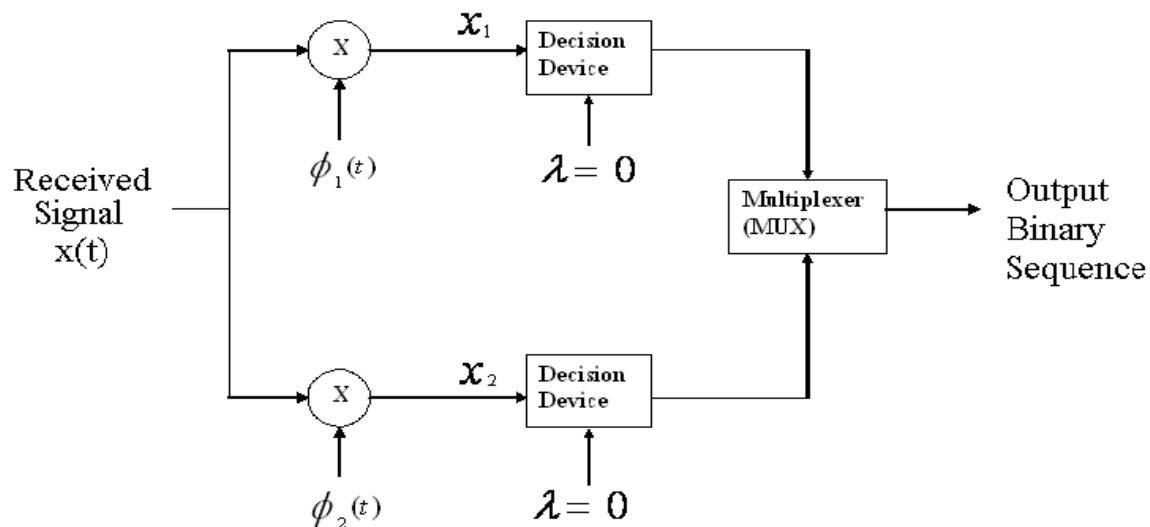 X
x₁
Decision
Device
ϕ₁(t)
λ = 0
Received
Signal
x(t)
Multiplexer
(MUX)
Output
Binary
Sequence
X
x₂
Decision
Device
ϕ₂(t)
λ = 0